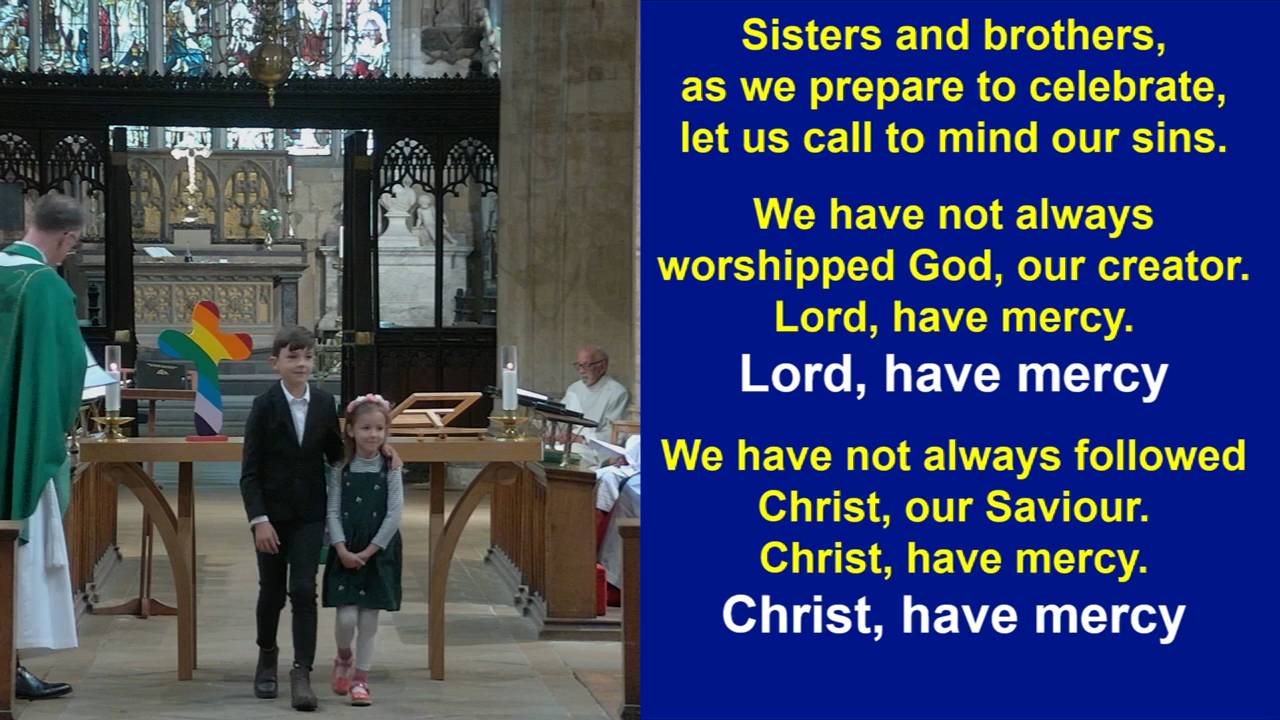 Sisters and brothers,
as we prepare to celebrate,
let us call to mind our sins.
We have not always
worshipped God, our creator.
Lord, have mercy.
Lord, have mercy
We have not always followed
Christ, our Saviour.
Christ, have mercy.
Christ, have mercy